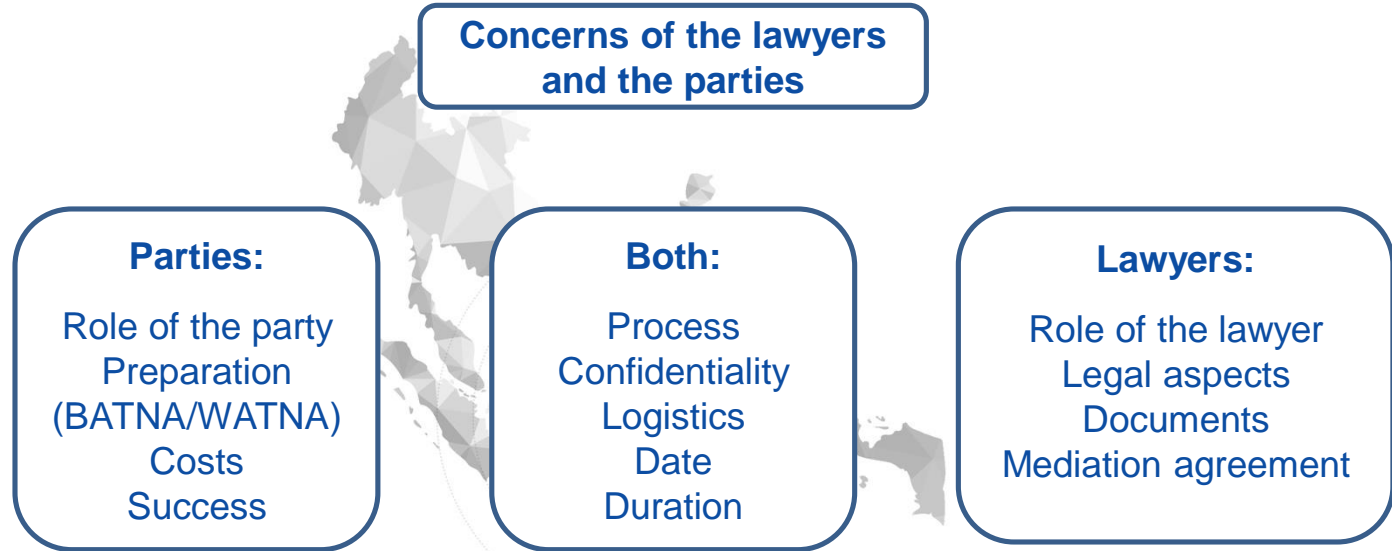 Concerns of the lawyers
and the parties
Parties:
Role of the party
Preparation
(BATNA/WATNA)
Costs
Success
Both:
Process
Confidentiality
Logistics
Date
Duration
Lawyers:
Role of the lawyer
Legal aspects
Documents
Mediation agreement